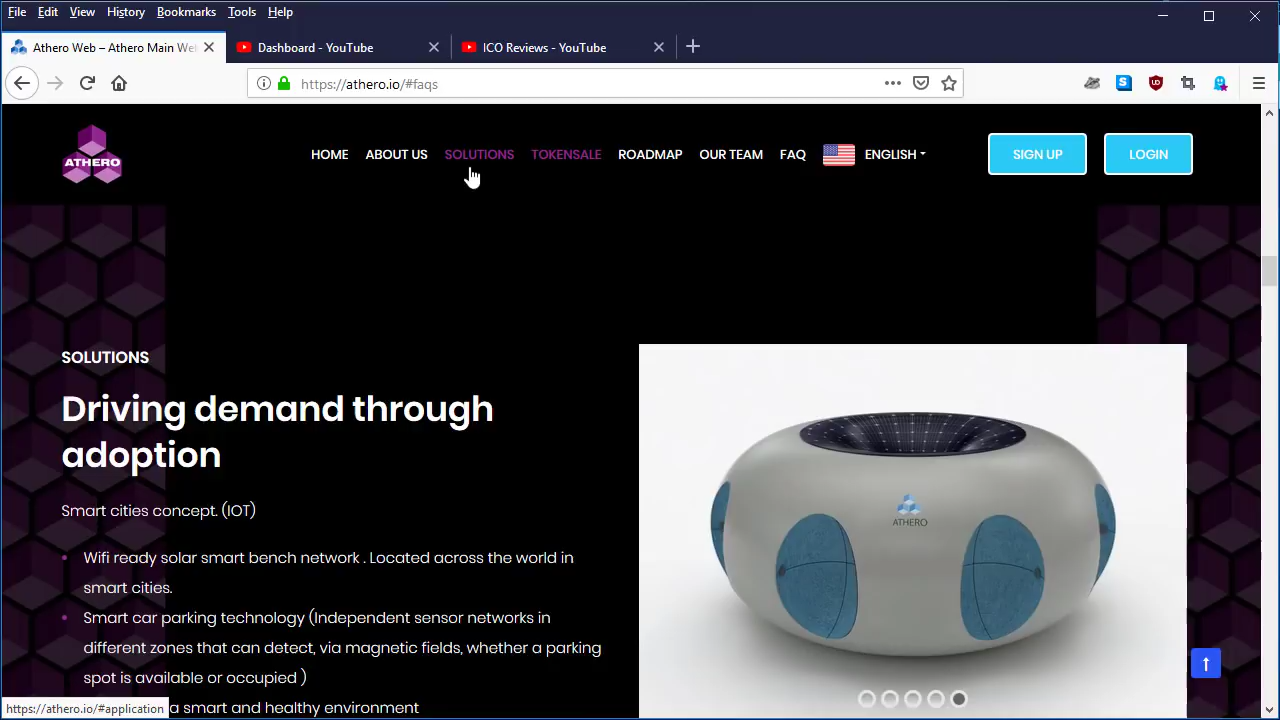 File Edit View History Bookmarks Tools Help
Athero Web – Athero Main We
Dashboard - YouTube
ICO Reviews - YouTube
https://athero.io/#faqs
ATHERO
HOME ABOUT US SOLUTIONS TOKENSALE ROADMAP OUR TEAM FAQ ENGLISH
SIGN UP LOGIN
SOLUTIONS
Driving demand through
adoption
Smart cities concept. (IOT)
Wifi ready solar smart bench network . Located across the world in
smart cities.
Smart car parking technology (Independent sensor networks in
different zones that can detect, via magnetic fields, whether a parking
spot is available or occupied )
a smart and healthy environment
ATHERO
https://athero.io/#application